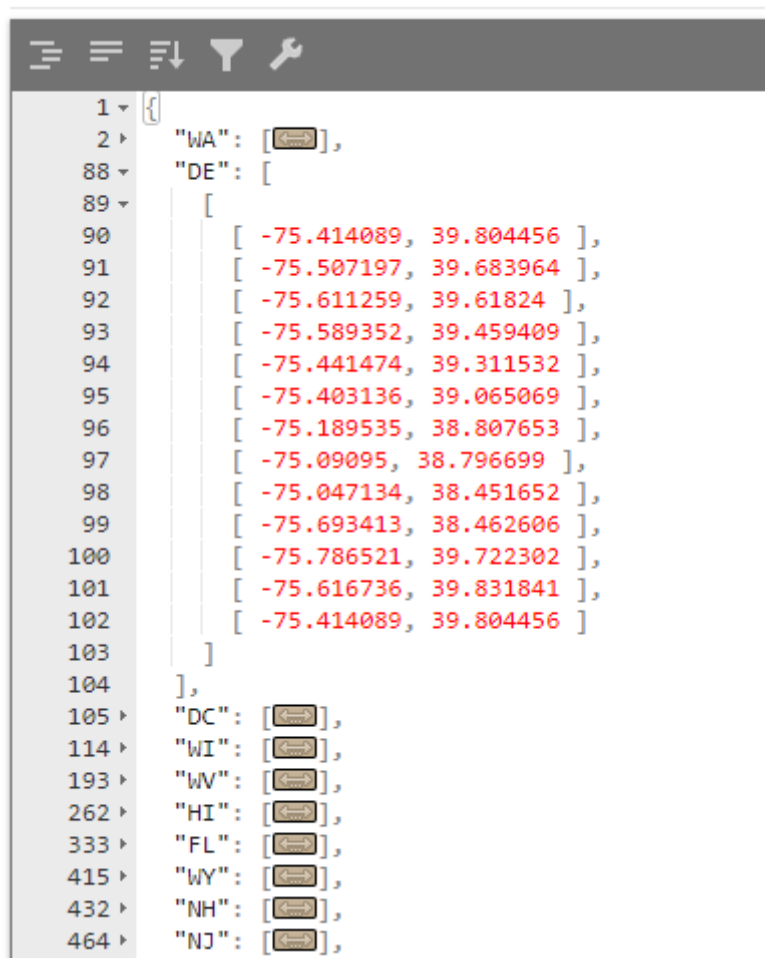 1 {
2 "WA": [],
88 "DE": [
89 [
90 [ -75.414089, 39.804456 ],
91 [ -75.507197, 39.683964 ],
92 [ -75.611259, 39.61824 ],
93 [ -75.589352, 39.459409 ],
94 [ -75.441474, 39.311532 ],
95 [ -75.403136, 39.065069 ],
96 [ -75.189535, 38.807653 ],
97 [ -75.09095, 38.796699 ],
98 [ -75.047134, 38.451652 ],
99 [ -75.693413, 38.462606 ],
100 [ -75.786521, 39.722302 ],
101 [ -75.616736, 39.831841 ],
102 [ -75.414089, 39.804456 ]
103 ]
104 ],
105 "DC": [],
114 "WI": [],
193 "WV": [],
262 "HI": [],
333 "FL": [],
415 "WY": [],
432 "NH": [],
464 "NJ": [],